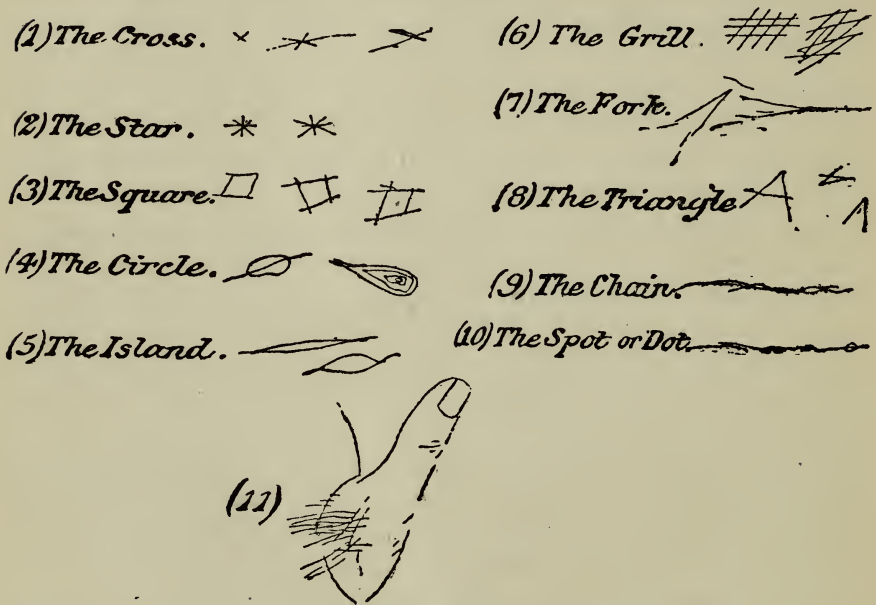 (1) The Cross.
(2) The Star.
(3) The Square.
(4) The Circle.
(5) The Island.
(6) The Grill.
(7) The Fork.
(8) The Triangle
(9) The Chain.
(10) The Spot or Dot.
(11)